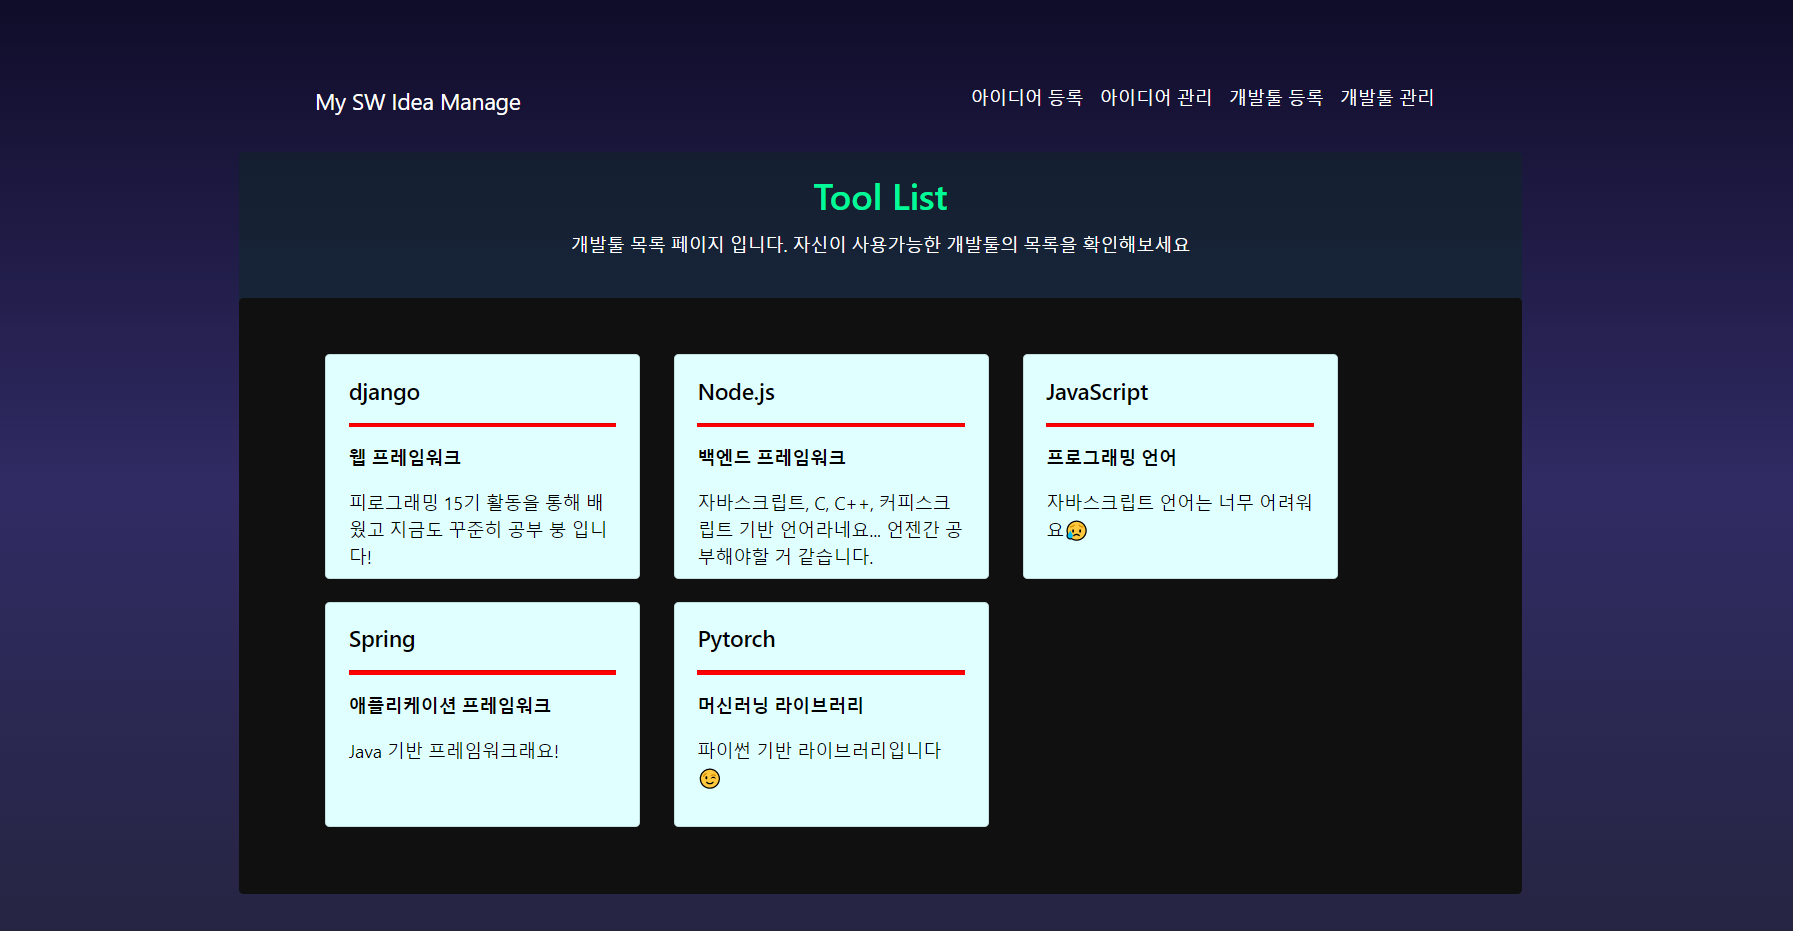 My SW Idea Manage
아이디어 등록 아이디어 관리 개발툴 등록 개발툴 관리
Tool List
개발툴 목록 페이지 입니다. 자신이 사용가능한 개발툴의 목록을 확인해보세요
django
웹 프레임워크
피로그래밍 15기 활동을 통해 배
웠고 지금도 꾸준히 공부 붕 입니
다!
Node.js
백엔드 프레임워크
자바스크립트, C, C++, 커피스크
립트 기반 언어라네요... 언젠간 공
부해야할 거 같습니다.
JavaScript
프로그래밍 언어
자바스크립트 언어는 너무 어려워
요😥
Spring
애플리케이션 프레임워크
Java 기반 프레임워크래요!
Pytorch
머신러닝 라이브러리
파이썬 기반 라이브러리입니다
😉